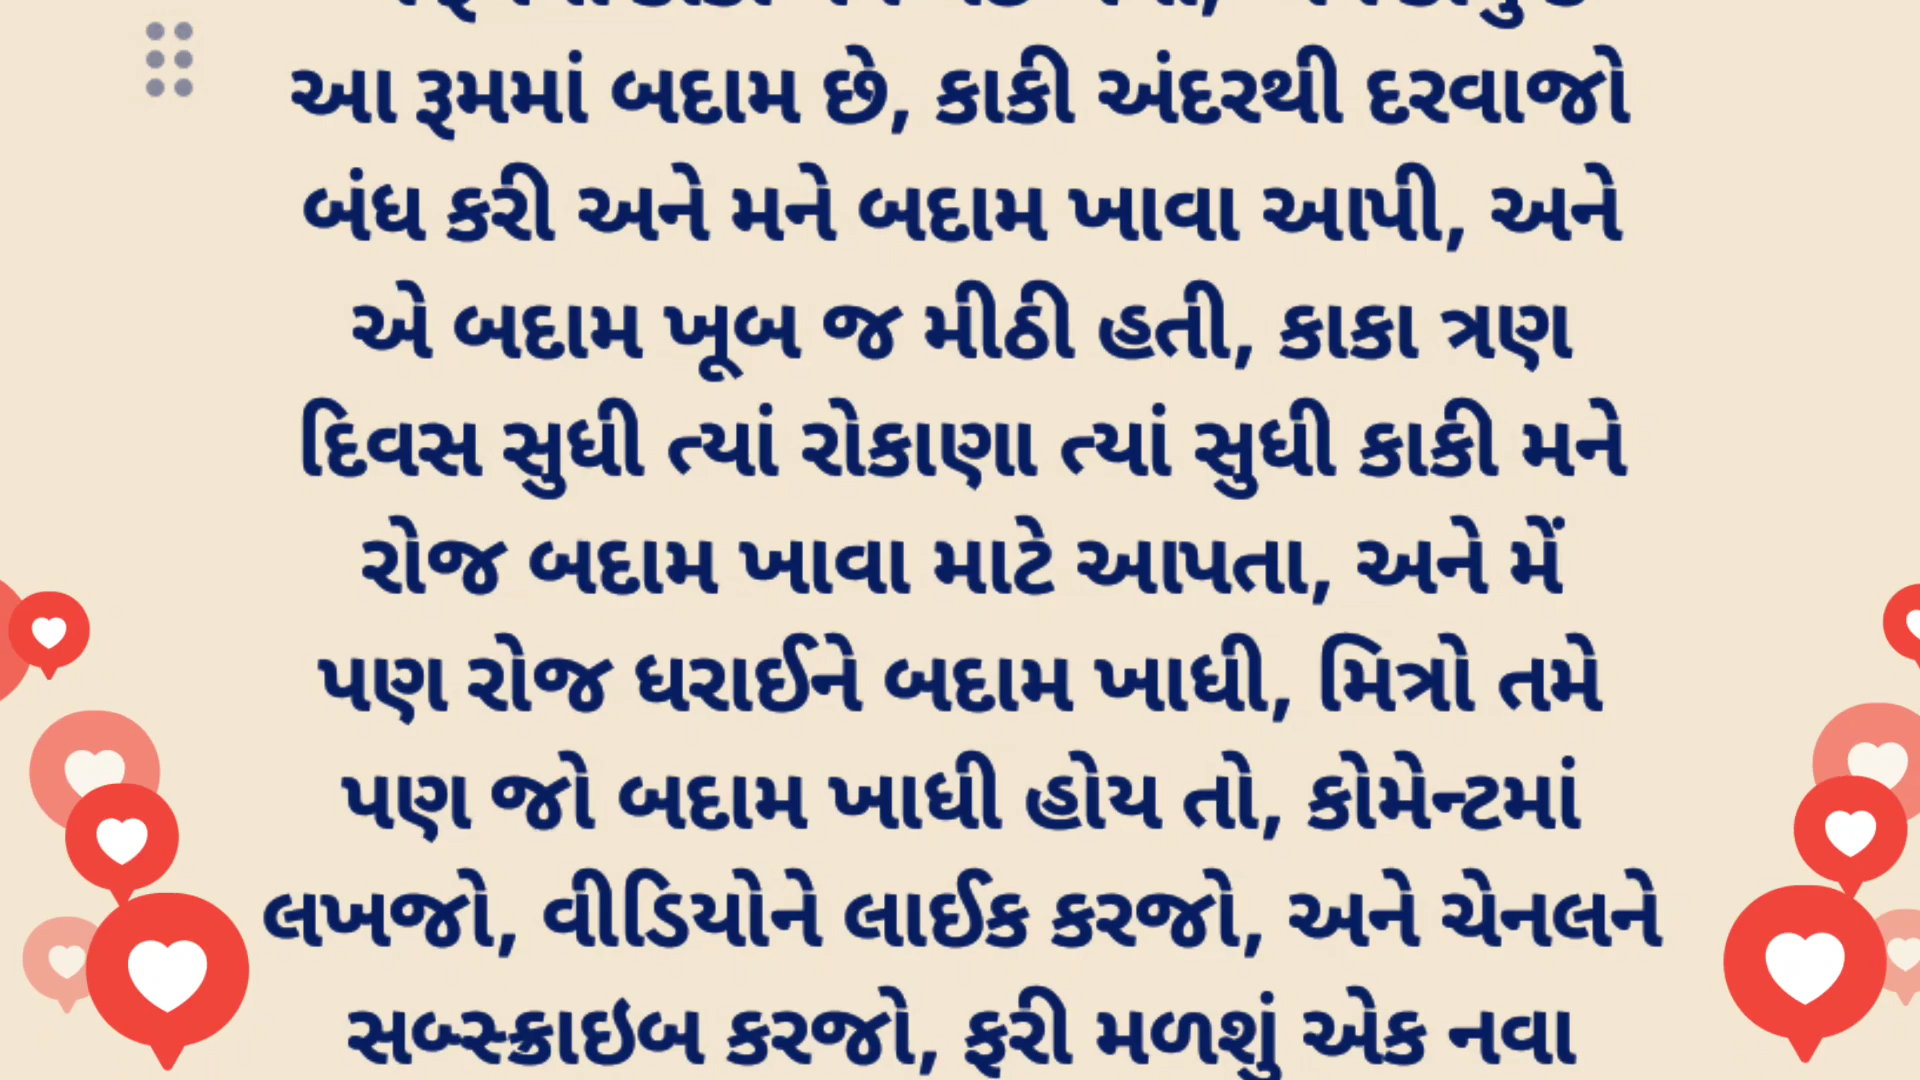 આ રૂમમાં બદામ છે, કાકી અંદરથી દરવાજો
બંધ કરી અને મને બદામ ખાવા આપી, અને
એ બદામ ખૂબ જ મીઠી હતી, કાકા ત્રણ
દિવસ સુધી ત્યાં રોકાણા ત્યાં સુધી કાકી મને
રોજ બદામ ખાવા માટે આપતા, અને મેં
પણ રોજ ધરાઈને બદામ ખાધી, મિત્રો તમે
પણ જો બદામ ખાધી હોય તો, કોમેન્ટમાં
લખજો, વીડિયોને લાઈક કરજો, અને ચેનલને
સબ્સ્ક્રાઇબ કરજો, ફરી મળશું એક નવા